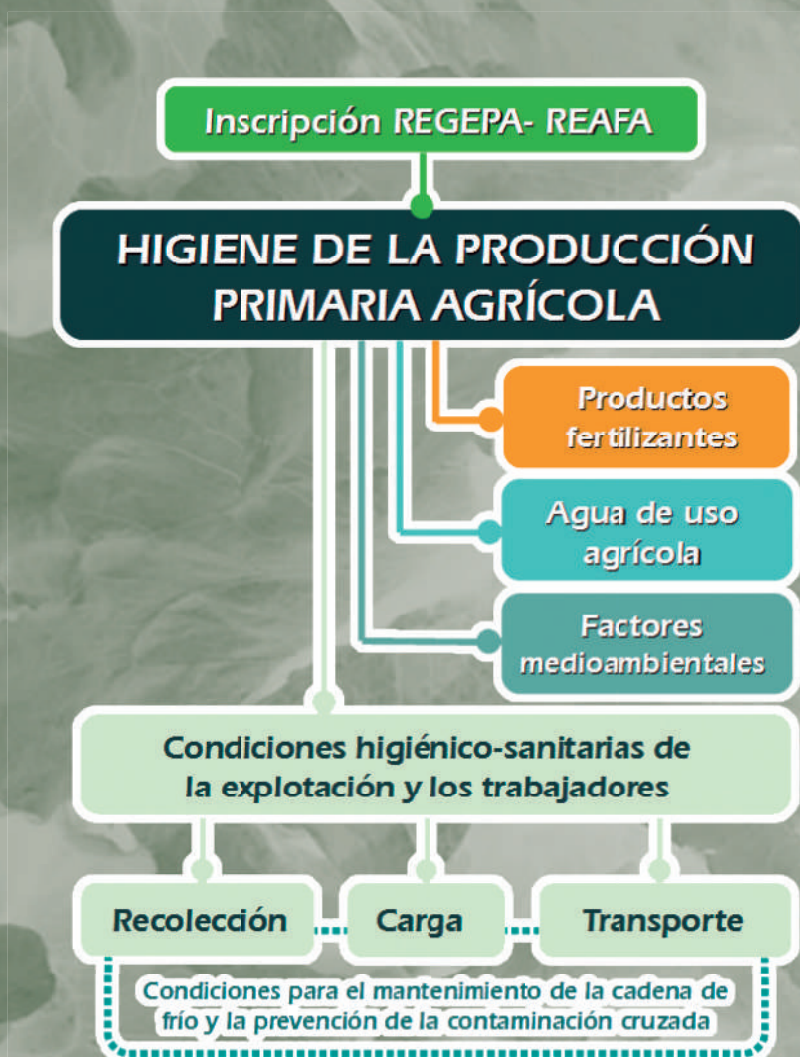 Inscripción REGEPA- REAFA
HIGIENE DE LA PRODUCCIÓN
PRIMARIA AGRÍCOLA
Productos
fertilizantes
Agua de uso
agrícola
Factores
medioambientales
Condiciones higiénico-sanitarias de
la explotación y los trabajadores
Recolección
Carga
Transporte
Condiciones para el mantenimiento de la cadena de
frío y la prevención de la contaminación cruzada